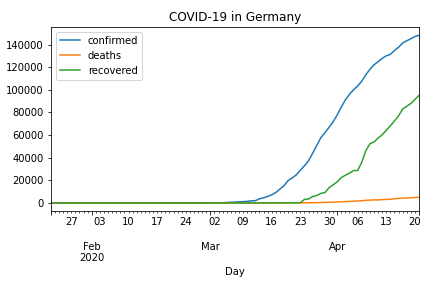 COVID-19 in Germany
confirmed
deaths
recovered
140000
120000
100000
80000
60000
40000
20000
0
27 03 10 17 24 02 09 16 23 30 06 13 20
Feb Mar Apr
2020
Day